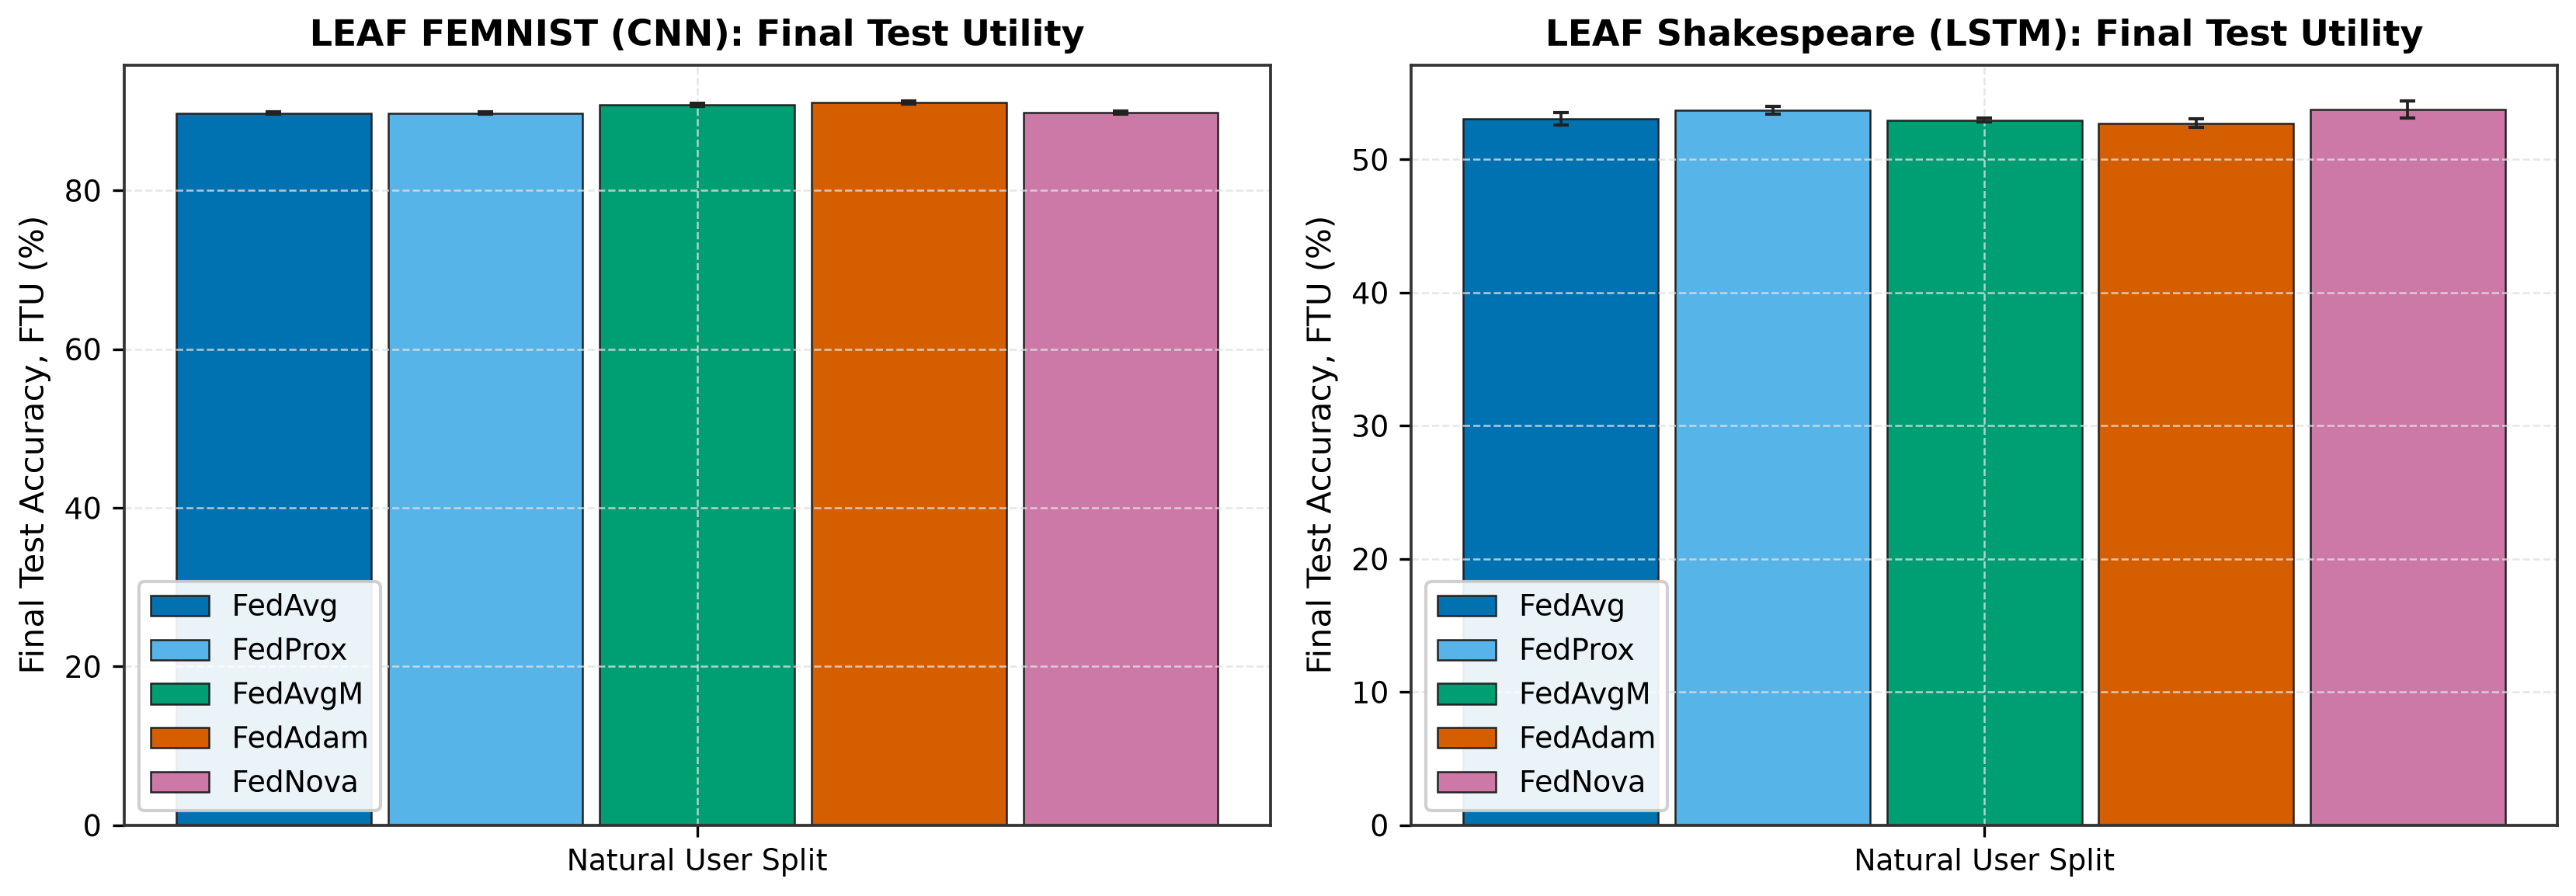 LEAF FEMNIST (CNN): Final Test Utility
Final Test Accuracy, FTU (%)
80
60
40
20
0
FedAvg
FedProx
FedAvgM
FedAdam
FedNova
Natural User Split
LEAF Shakespeare (LSTM): Final Test Utility
Final Test Accuracy, FTU (%)
50
40
30
20
10
0
FedAvg
FedProx
FedAvgM
FedAdam
FedNova
Natural User Split